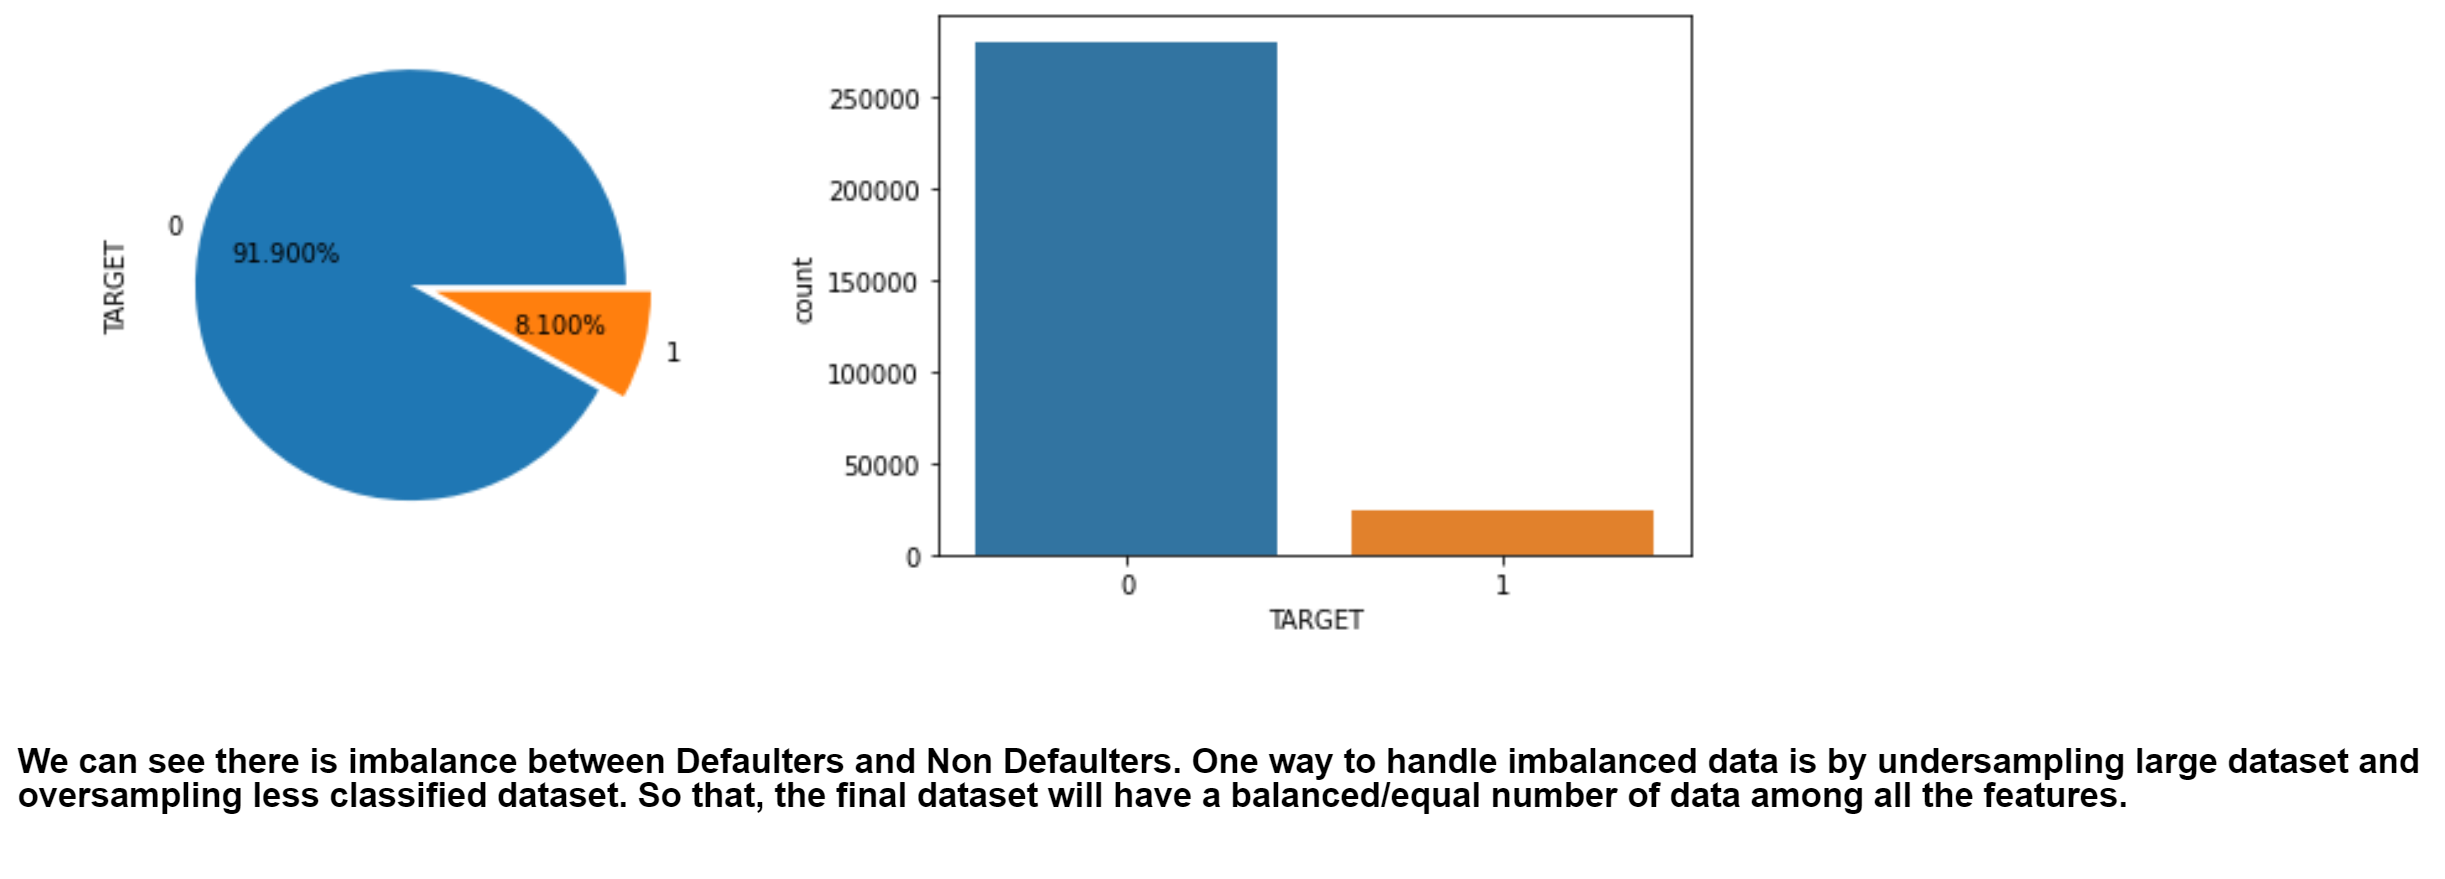 TARGET
0
91.900%
8.100%
1
count
250000
200000
150000
100000
50000
0
0 1
TARGET
We can see there is imbalance between Defaulters and Non Defaulters. One way to handle imbalanced data is by undersampling large dataset and
oversampling less classified dataset. So that, the final dataset will have a balanced/equal number of data among all the features.